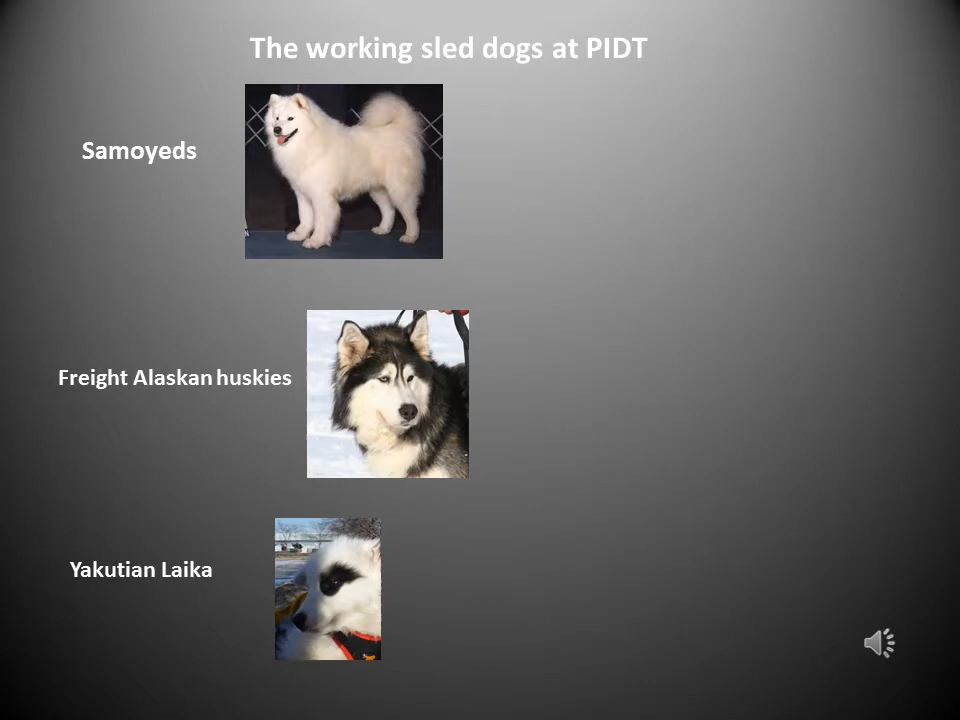 The working sled dogs at PIDT
Samoyeds
Freight Alaskan huskies
Yakutian Laika